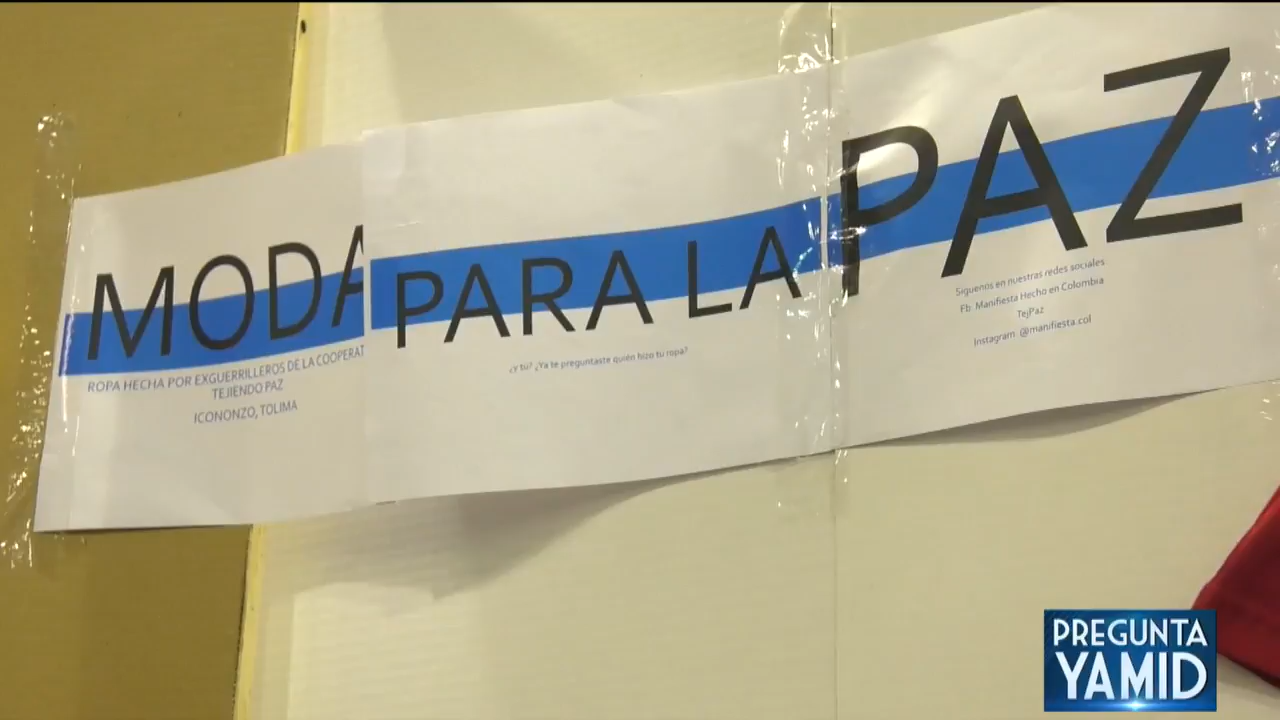 MODA PARA LA PAZ
ROPA HECHA POR EXGUERRILLEROS DE LA COOPERAT
TEJIENDO PAZ
ICONONZO, TOLIMA
¿y tu? ¿Ya te preguntaste quién hizo tu ropa?
Siguenos en nuestras redes sociales
Fb Manifiesta Hecho en Colombia
TejPaz
Instagram @manifiesta.col
PREGUNTA
YAMID